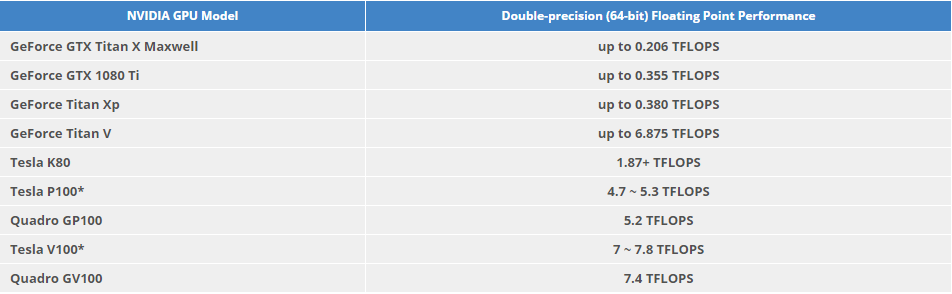 NVIDIA GPU Model Double-precision (64-bit) Floating Point Performance
GeForce GTX Titan X Maxwell up to 0.206 TFLOPS
GeForce GTX 1080 Ti up to 0.355 TFLOPS
GeForce Titan Xp up to 0.380 TFLOPS
GeForce Titan V up to 6.875 TFLOPS
Tesla K80 1.87+ TFLOPS
Tesla P100* 4.7 ~ 5.3 TFLOPS
Quadro GP100 5.2 TFLOPS
Tesla V100* 7 ~ 7.8 TFLOPS
Quadro GV100 7.4 TFLOPS